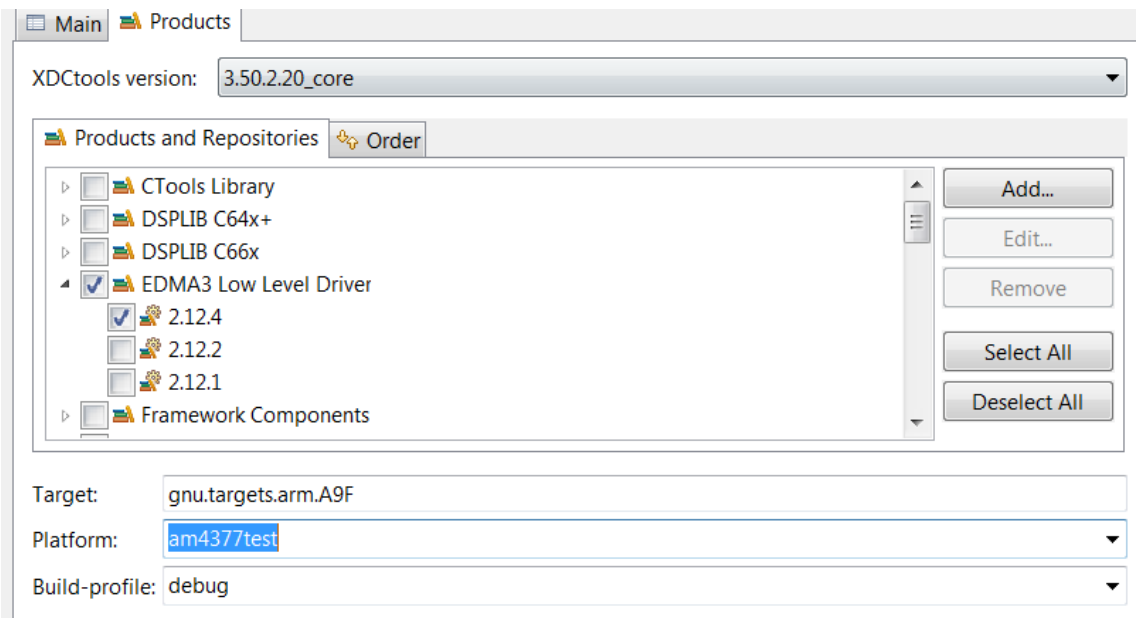 Main Products
XDCtools version: 3.50.2.20_core
Products and Repositories Order
CTools Library
DSPLIB C64x+
DSPLIB C66x
EDMA3 Low Level Driver
2.12.4
2.12.2
2.12.1
Framework Components
Add...
Edit...
Remove
Select All
Deselect All
Target: gnu.targets.arm.A9F
Platform: am4377test
Build-profile: debug